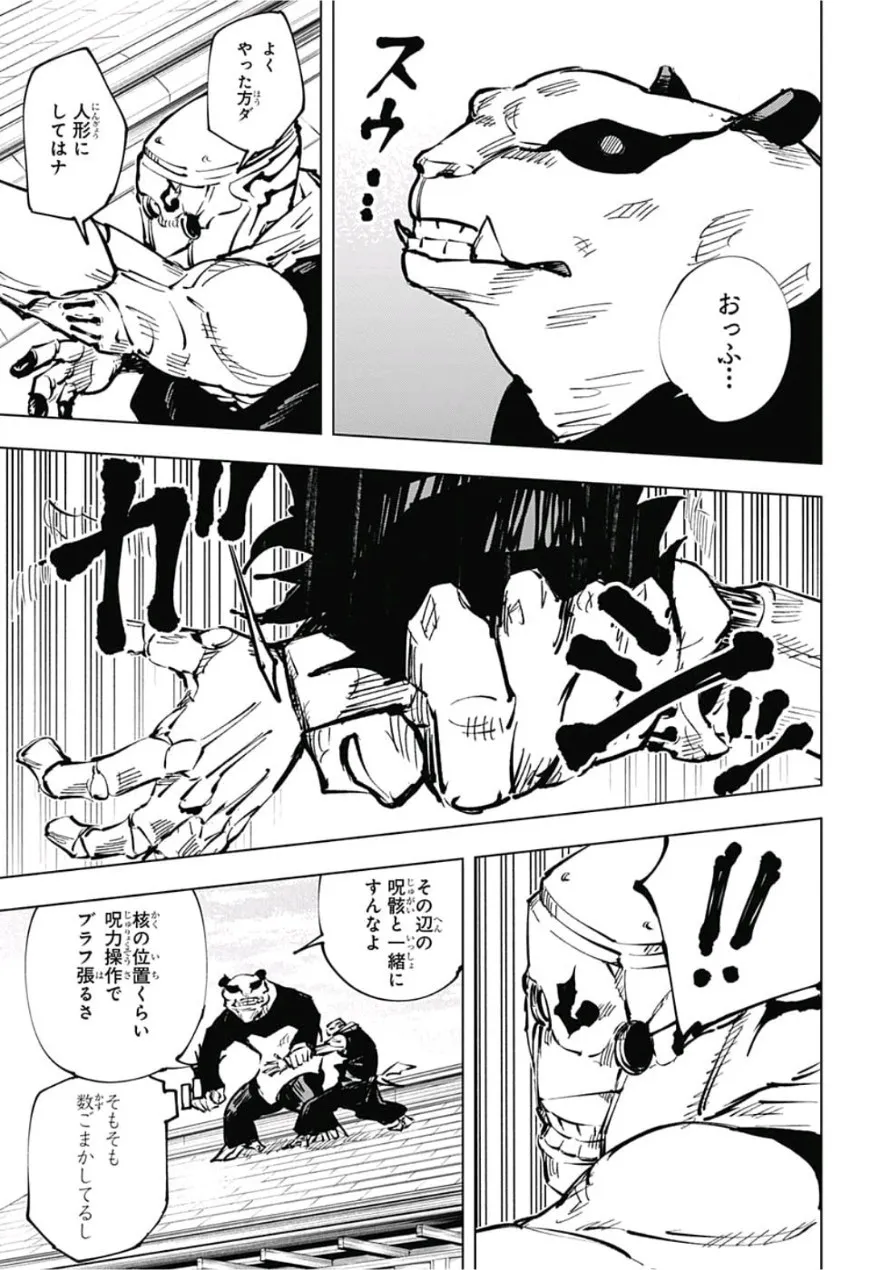 スウ…
おっふ…
よく
やった方ダ
人形に
してはナ
ガシッ
!!
その辺の
呪骸と一緒に
すんなよ
核の位置くらい
呪力操作で
ブラフ張るさ
そもそも
数ごまかしてるし